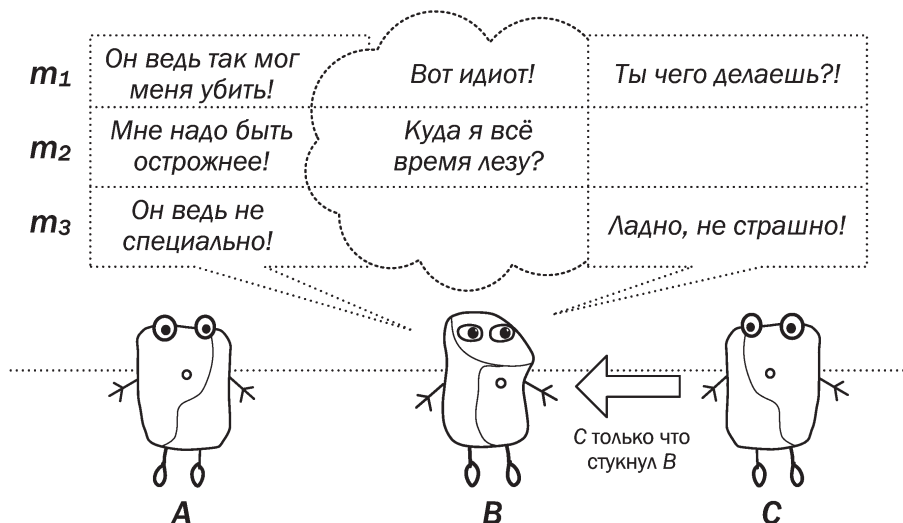 m₁
Он ведь так мог
меня убить!
Вот идиот!
Ты чего делаешь?!
m₂
Мне надо быть
острожнее!
Куда я всё
время лезу?
m₃
Он ведь не
специально!
Ладно, не страшно!
C только что
стукнул B
A
B
C